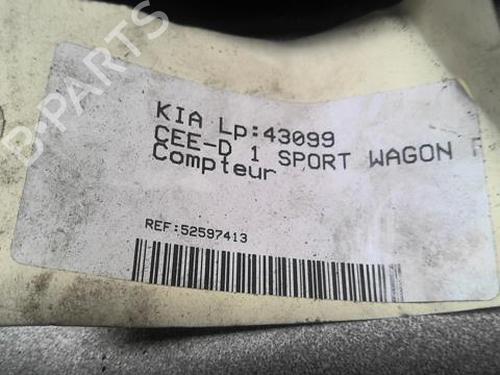 B-PARTS
KIA Lp:43099
CEE-D 1 SPORT WAGON
Compteur
REF:52597413